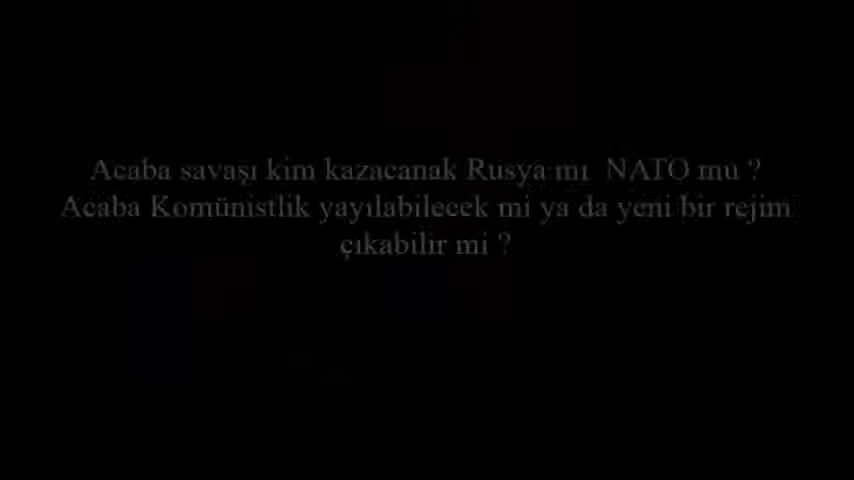 Acaba savaşı kim kazacanak Rusya mı NATO mu ?
Acaba Komünistlik yayılabilecek mi ya da yeni bir rejim
çıkabilir mi ?